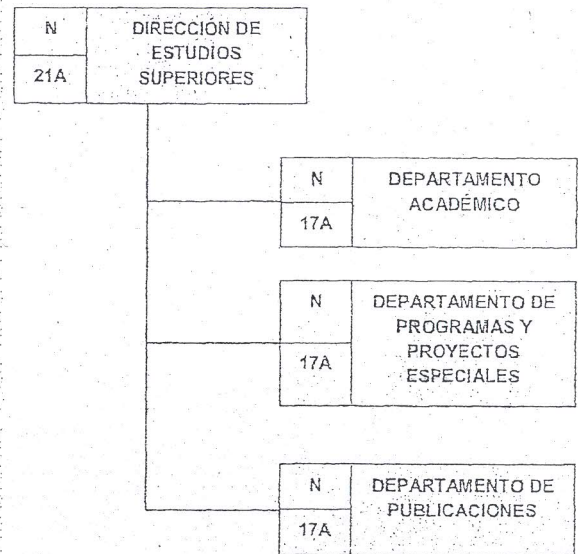 N
DIRECCIÓN DE
ESTUDIOS
SUPERIORES
21A
N
DEPARTAMENTO
ACADÉMICO
17A
N
DEPARTAMENTO DE
PROGRAMAS Y
PROYECTOS
ESPECIALES
17A
N
DEPARTAMENTO DE
PUBLICACIONES
17A